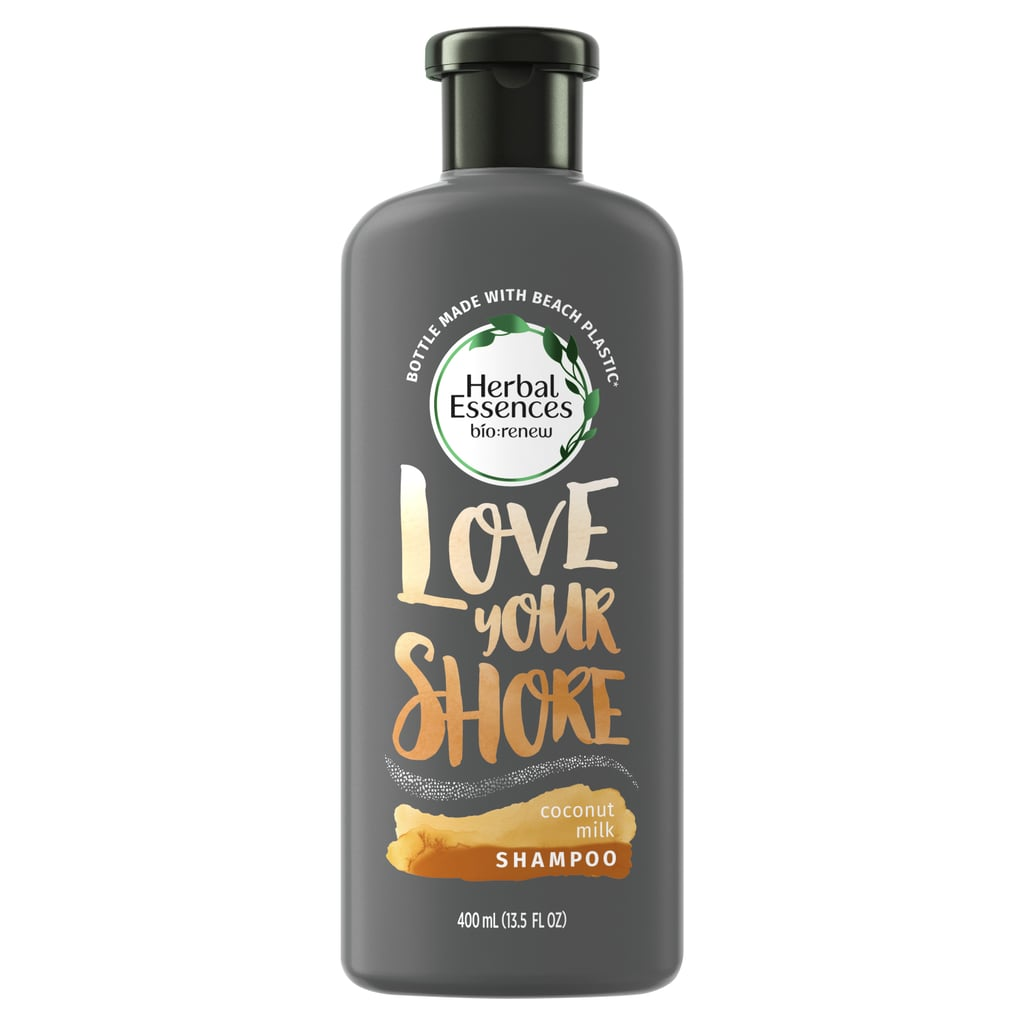 BOTTLE MADE WITH BEACH PLASTIC*
Herbal
Essences
bio:renew
LOVE
YOUR
SHORE
coconut
milk
SHAMPOO
400 mL (13.5 FL OZ)